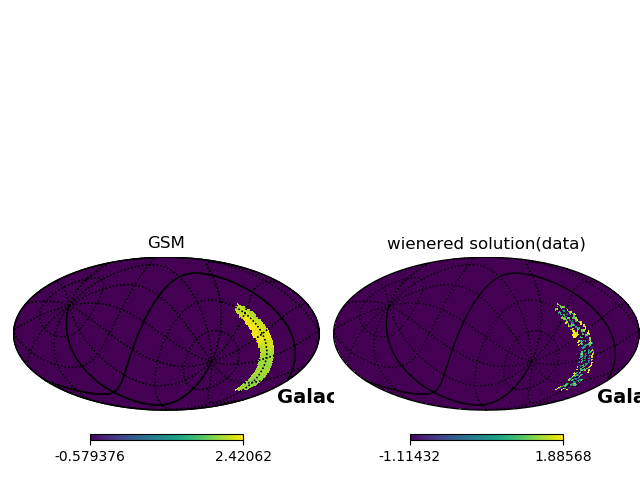 GSM
wienered solution(data)
Galac
Gala
-0.579376
2.42062
-1.11432
1.88568